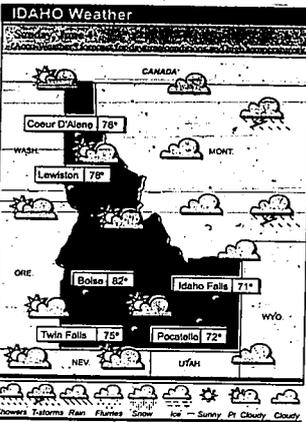 IDAHO Weather
CANADA
Coeur D'Alene 78°
WASH.
MONT.
Lewiston 78°
ORE.
Boise 82°
Idaho Falls 71°
WYO.
Twin Falls 75°
Pocatello 72°
NEV.
UTAH
Showers T-storms Rain Flurries Snow Ice Sunny Pt Cloudy Cloudy